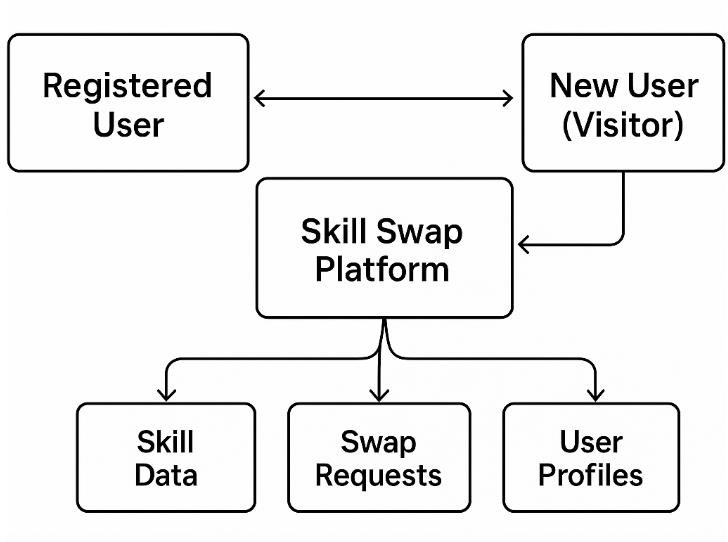 Registered
User
New User
(Visitor)
Skill Swap
Platform
Skill
Data
Swap
Requests
User
Profiles